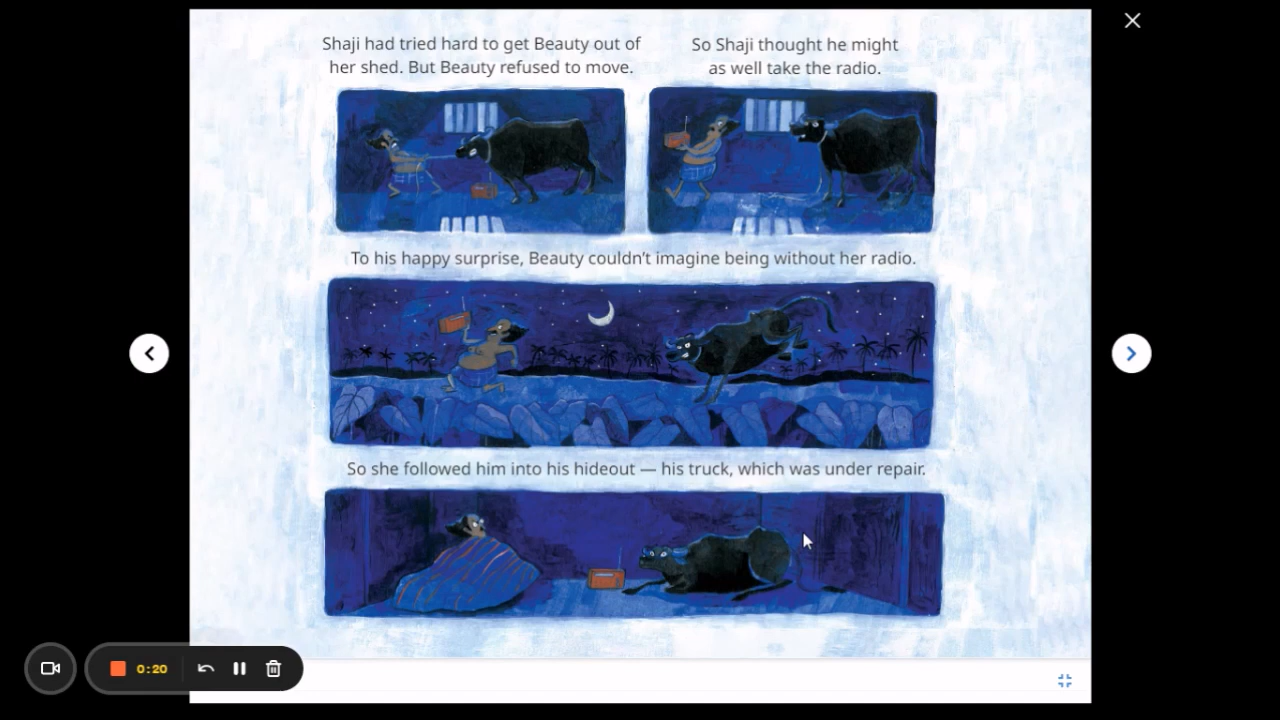 Shaji had tried hard to get Beauty out of
her shed. But Beauty refused to move.
So Shaji thought he might
as well take the radio.
To his happy surprise, Beauty couldn’t imagine being without her radio.
So she followed him into his hideout — his truck, which was under repair.
0:20